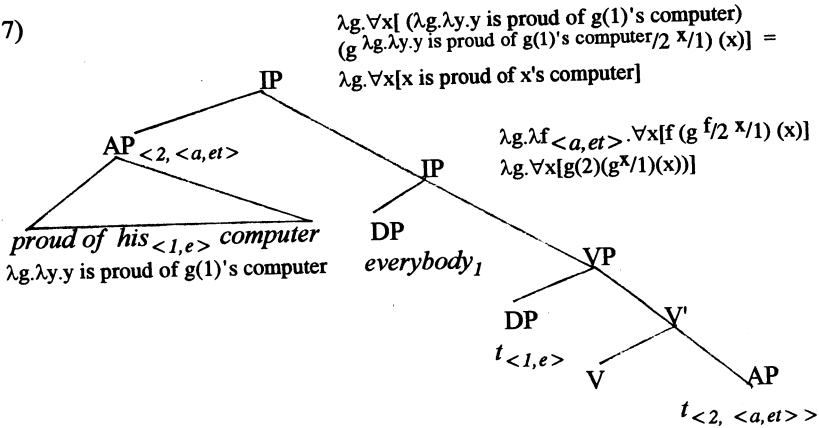 7)
λg.∀x[ (λg.λy.y is proud of g(1)'s computer)
(g λg.λy.y is proud of g(1)'s computer/2 x/1) (x)] =
λg.∀x[x is proud of x's computer]
IP
AP<2, <a,et>
λg.λf<a,et>.∀x[f (g f/2 x/1) (x)]
λg.∀x[g(2)(gx/1)(x))]
IP
proud of his<1,e> computer
λg.λy.y is proud of g(1)'s computer
DP
everybody1
VP
DP
t<1,e>
V'
V
AP
t<2, <a,et>>